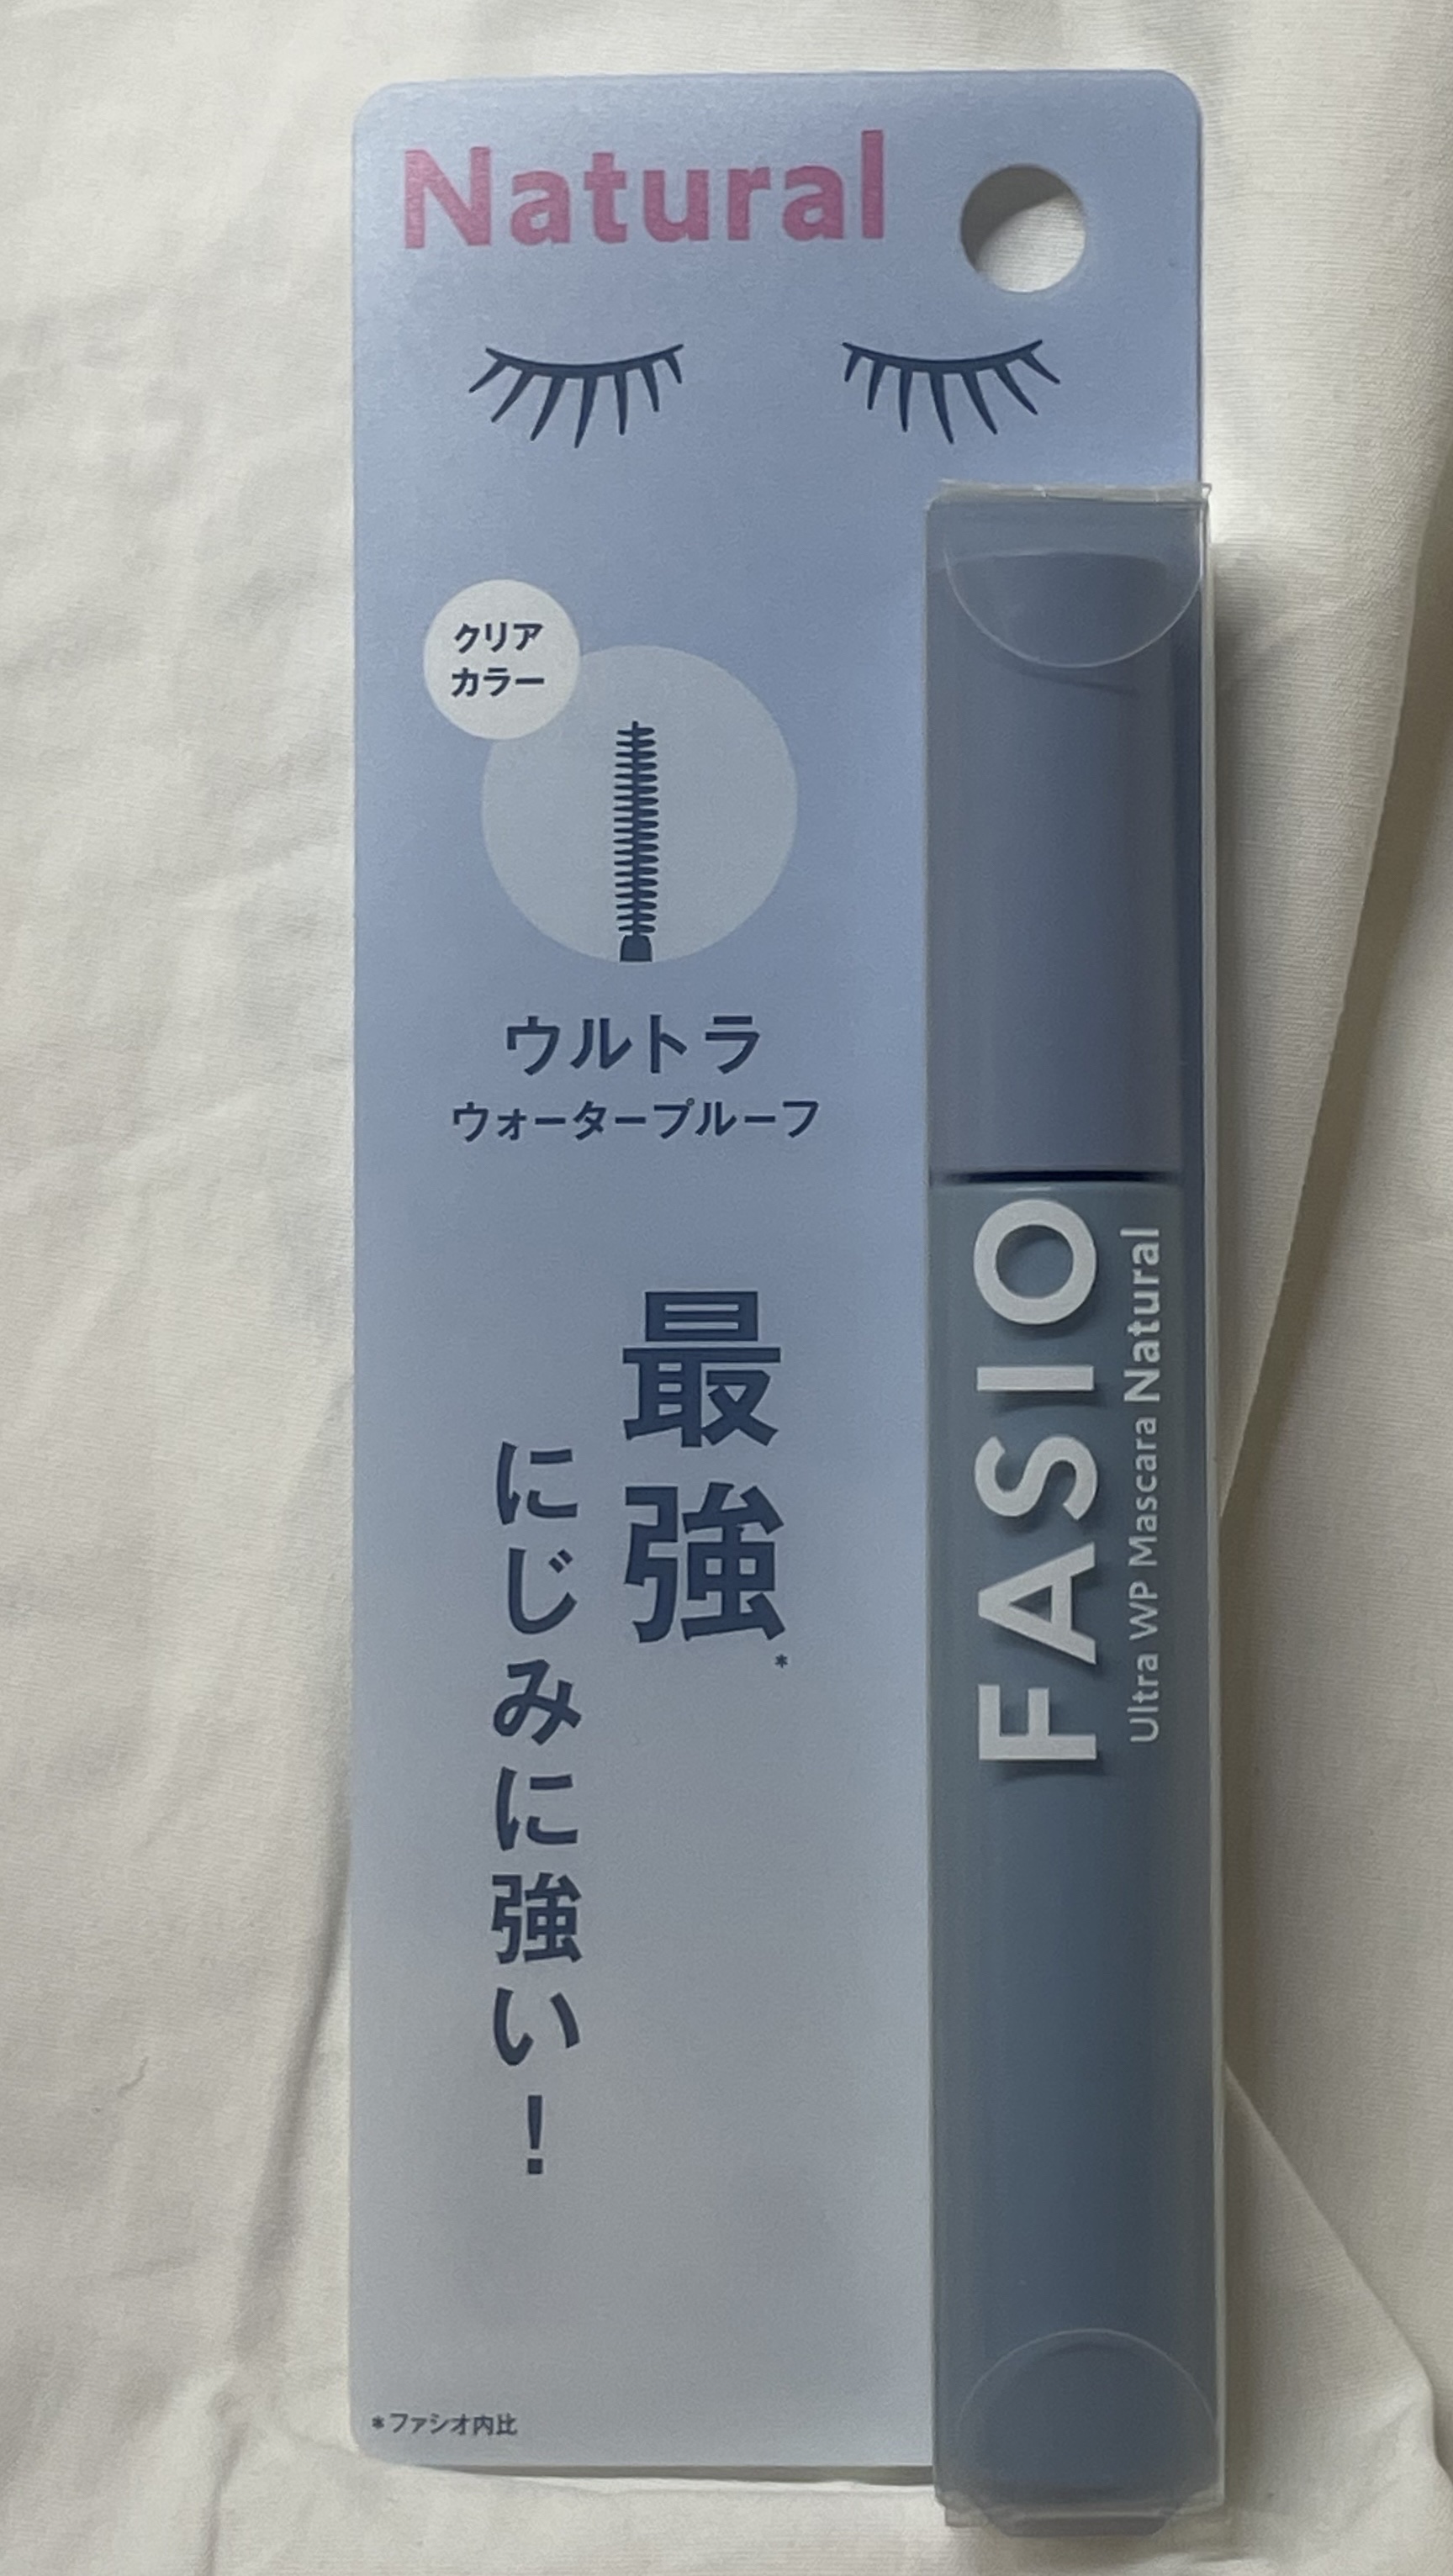 Natural
クリア
カラー
ウルトラ
ウォータープルーフ
最強*
にじみに強い!
*ファシオ内比
FASIO
Ultra WP Mascara Natural